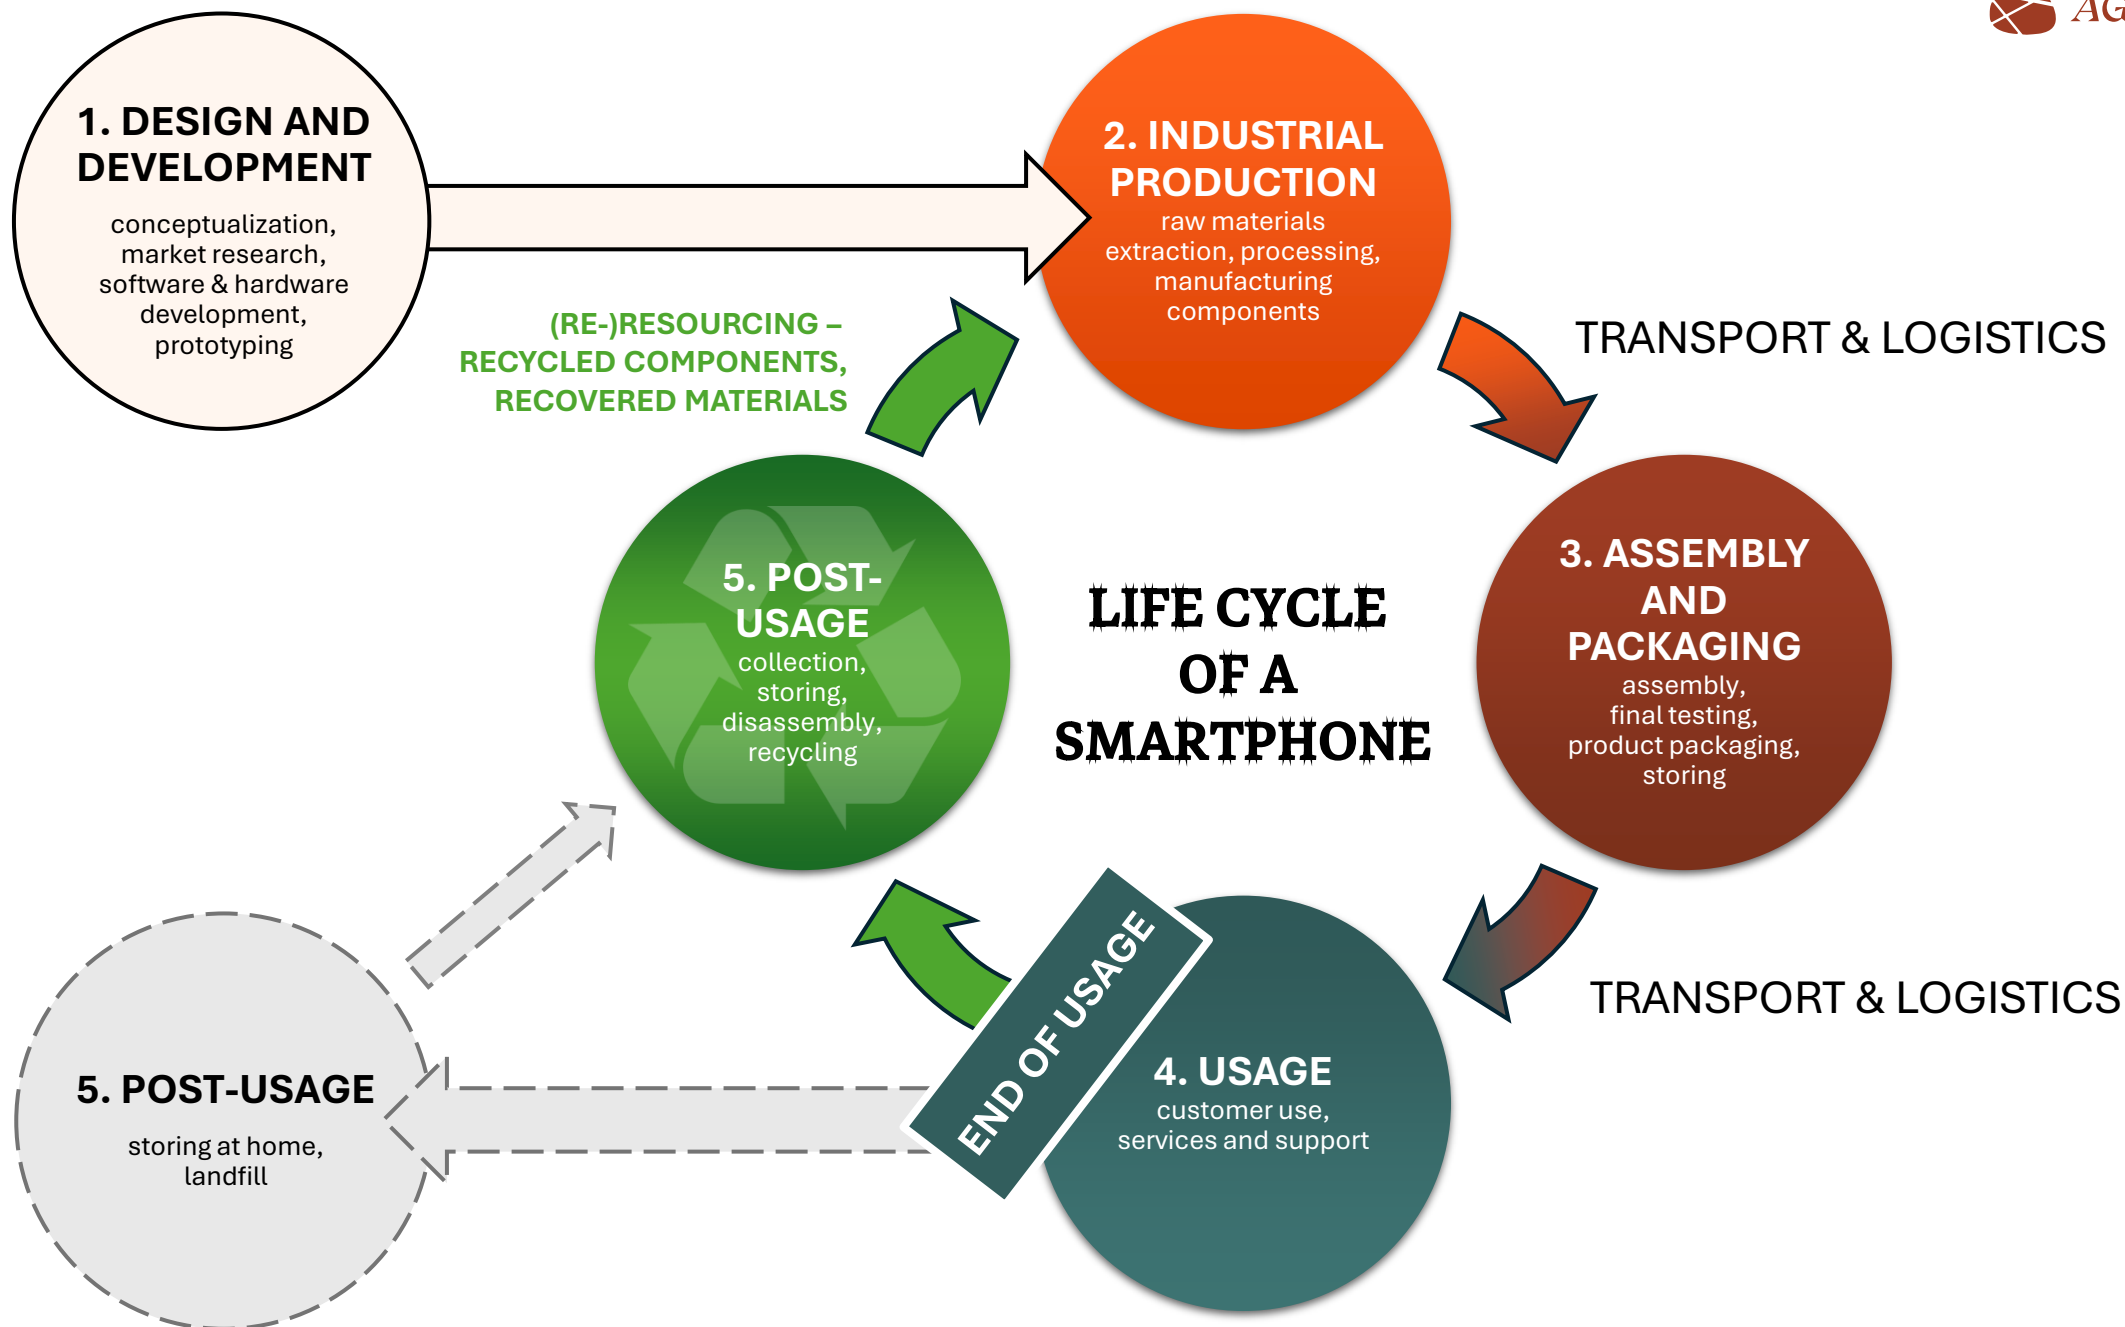 1. DESIGN AND
DEVELOPMENT
conceptualization,
market research,
software & hardware
development,
prototyping
2. INDUSTRIAL
PRODUCTION
raw materials
extraction, processing,
manufacturing
components
(RE-)RESOURCING –
RECYCLED COMPONENTS,
RECOVERED MATERIALS
TRANSPORT & LOGISTICS
5. POST-
USAGE
collection,
storing,
disassembly,
recycling
LIFE CYCLE
OF A
SMARTPHONE
3. ASSEMBLY
AND
PACKAGING
assembly,
final testing,
product packaging,
storing
TRANSPORT & LOGISTICS
END OF USAGE
4. USAGE
customer use,
services and support
5. POST-USAGE
storing at home,
landfill